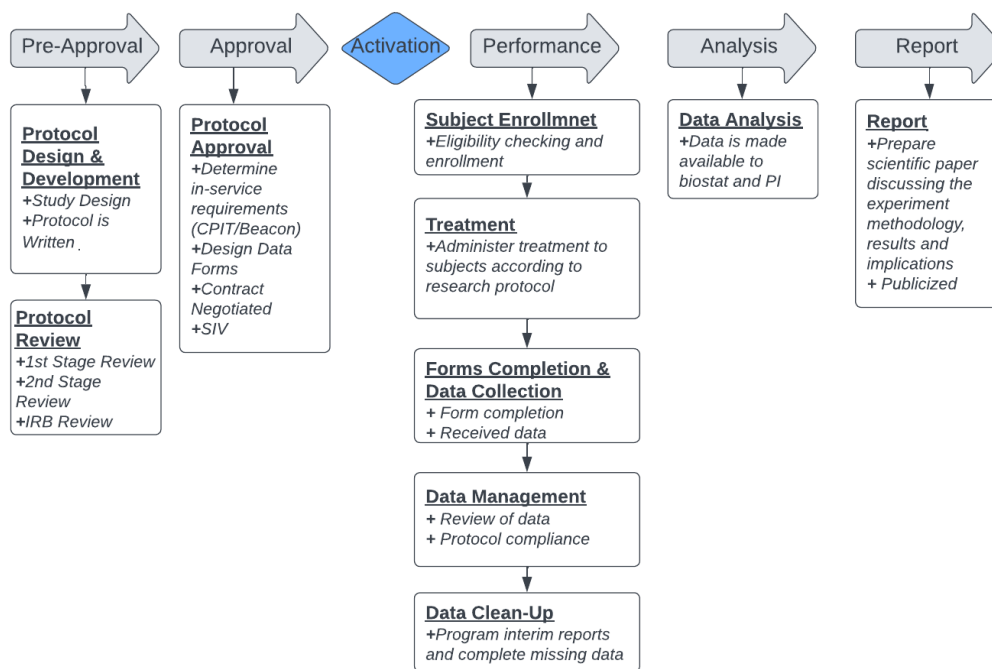 Pre-Approval
Approval
Activation
Performance
Analysis
Report
Protocol
Design &
Development
+Study Design
+Protocol is
Written .
Protocol
Review
+1st Stage Review
+2nd Stage
Review
+IRB Review
Protocol
Approval
+Determine
in-service
requirements
(CPIT/Beacon)
+Design Data
Forms
+Contract
Negotiated
+SIV
Subject Enrollmnet
+Eligibility checking and
enrollment
Treatment
+Administer treatment to
subjects according to
research protocol
Forms Completion &
Data Collection
+ Form completion
+ Received data
Data Management
+ Review of data
+ Protocol compliance
Data Clean-Up
+Program interim reports
and complete missing data
Data Analysis
+Data is made
available to
biostat and PI
Report
+Prepare
scientific paper
discussing the
experiment
methodology,
results and
implications
+ Publicized